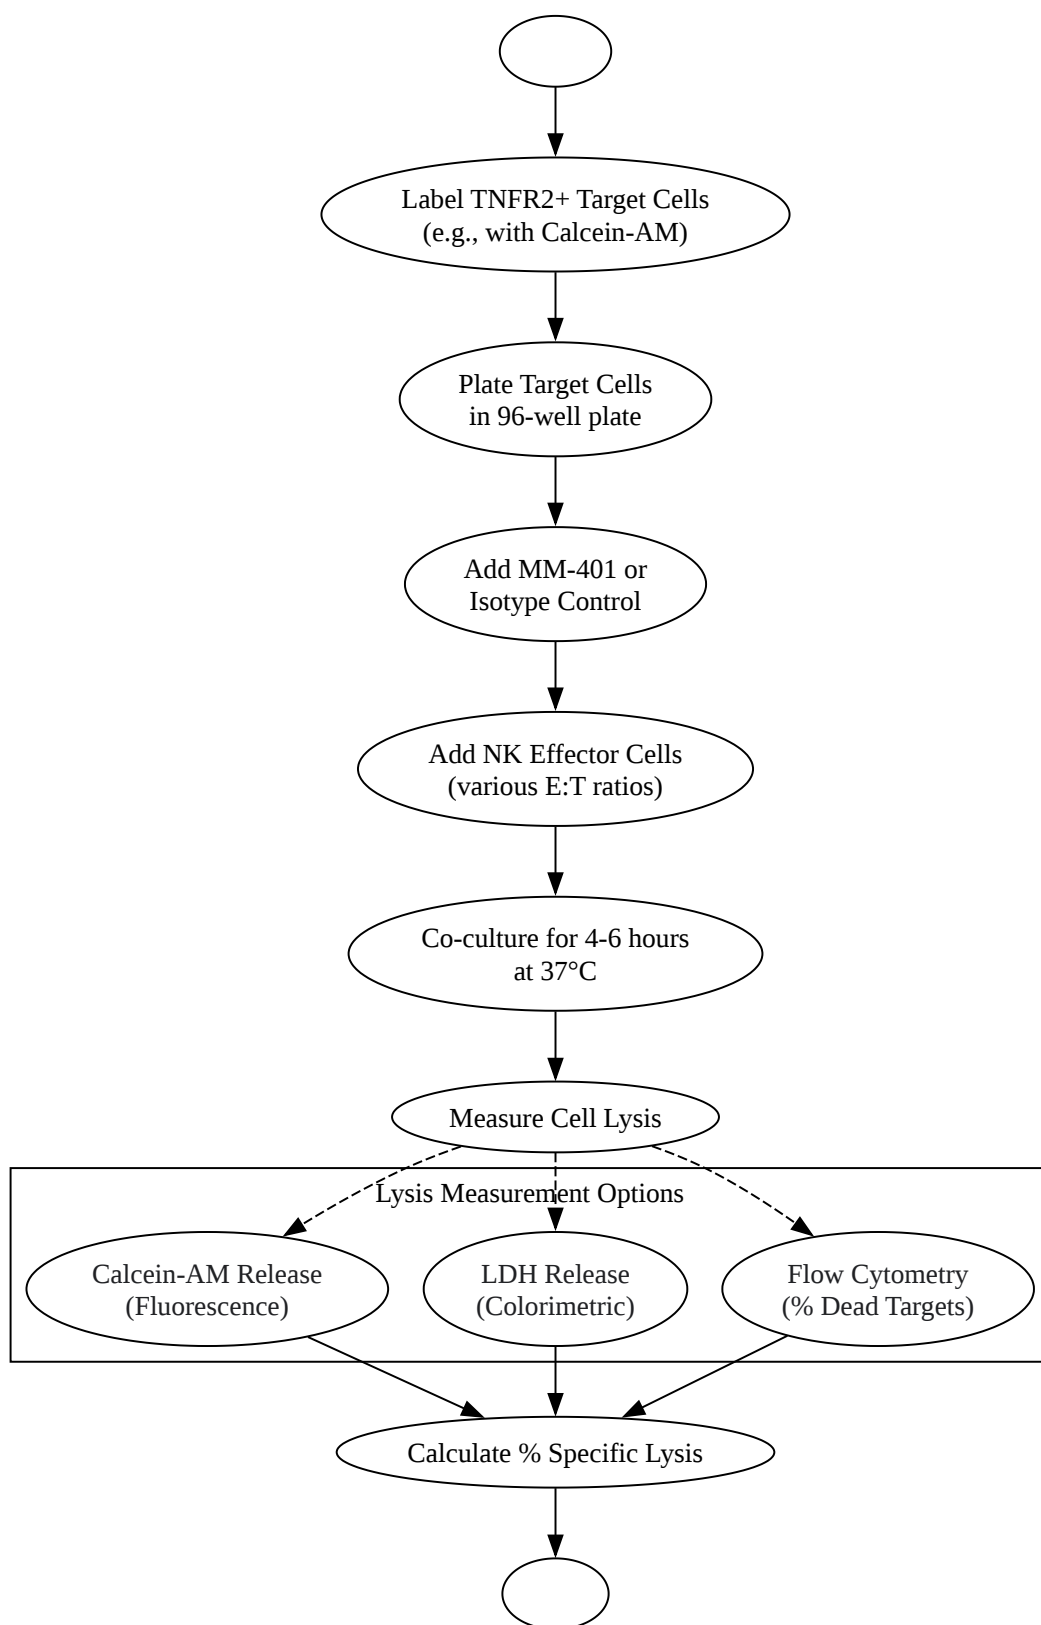 Label TNFR2+ Target Cells
(e.g., with Calcein-AM)
Plate Target Cells
in 96-well plate
Add MM-401 or
Isotype Control
Add NK Effector Cells
(various E:T ratios)
Co-culture for 4-6 hours
at 37°C
Measure Cell Lysis
Lysis Measurement Options
Calcein-AM Release
(Fluorescence)
LDH Release
(Colorimetric)
Flow Cytometry
(% Dead Targets)
Calculate % Specific Lysis